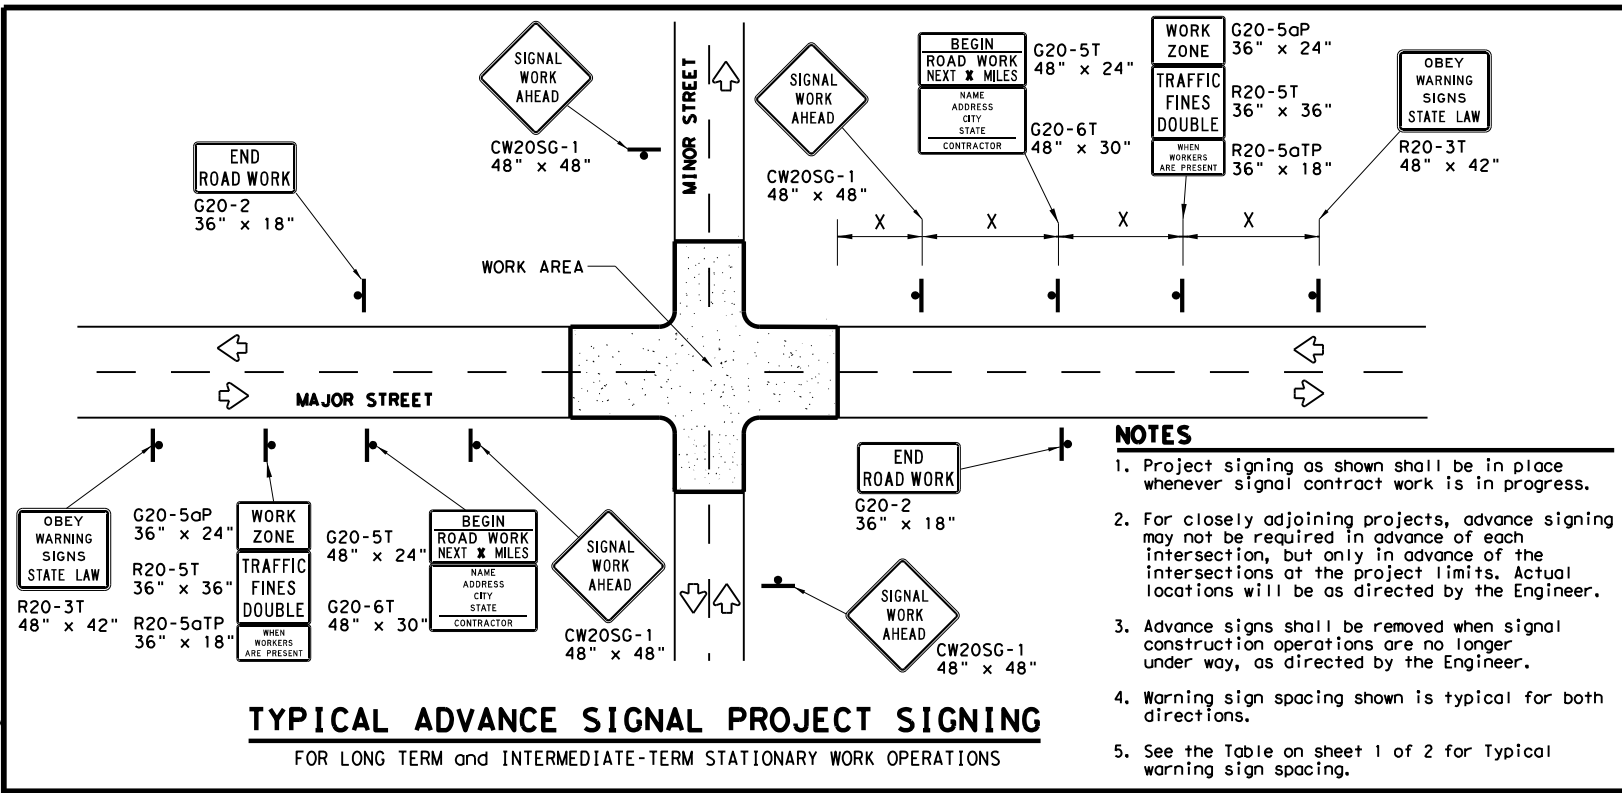 SIGNAL
WORK
AHEAD
CW20SG-1
48" x 48"
MINOR STREET
SIGNAL
WORK
AHEAD
CW20SG-1
48" x 48"
BEGIN
ROAD WORK
NEXT X MILES
NAME
ADDRESS
CITY
STATE
CONTRACTOR
G20-5T
48" x 24"
G20-6T
48" x 30"
WORK
ZONE
TRAFFIC
FINES
DOUBLE
WHEN
WORKERS
ARE PRESENT
G20-5aP
36" x 24"
R20-5T
36" x 36"
R20-5aTP
36" x 18"
OBEY
WARNING
SIGNS
STATE LAW
R20-3T
48" x 42"
END
ROAD WORK
G20-2
36" x 18"
X
X
X
X
WORK AREA
MAJOR STREET
OBEY
WARNING
SIGNS
STATE LAW
R20-3T
48" x 42"
G20-5aP
36" x 24"
R20-5T
36" x 36"
R20-5aTP
36" x 18"
WORK
ZONE
TRAFFIC
FINES
DOUBLE
WHEN
WORKERS
ARE PRESENT
G20-5T
48" x 24"
G20-6T
48" x 30"
BEGIN
ROAD WORK
NEXT X MILES
NAME
ADDRESS
CITY
STATE
CONTRACTOR
SIGNAL
WORK
AHEAD
CW20SG-1
48" x 48"
END
ROAD WORK
G20-2
36" x 18"
SIGNAL
WORK
AHEAD
CW20SG-1
48" x 48"
TYPICAL ADVANCE SIGNAL PROJECT SIGNING
FOR LONG TERM and INTERMEDIATE-TERM STATIONARY WORK OPERATIONS
NOTES
1. Project signing as shown shall be in place
whenever signal contract work is in progress.
2. For closely adjoining projects, advance signing
may not be required in advance of each
intersection, but only in advance of the
intersections at the project limits. Actual
locations will be as directed by the Engineer.
3. Advance signs shall be removed when signal
construction operations are no longer
under way, as directed by the Engineer.
4. Warning sign spacing shown is typical for both
directions.
5. See the Table on sheet 1 of 2 for Typical
warning sign spacing.